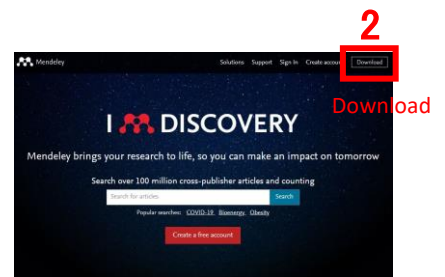 2
Mendeley Solutions Support Sign In Create account Download
Download
I DISCOVERY
Mendeley brings your research to life, so you can make an impact on tomorrow
Search over 100 million cross-publisher articles and counting
Search for articles Search
Popular searches: COVID-19 Bioenergy Obesity
Create a free account